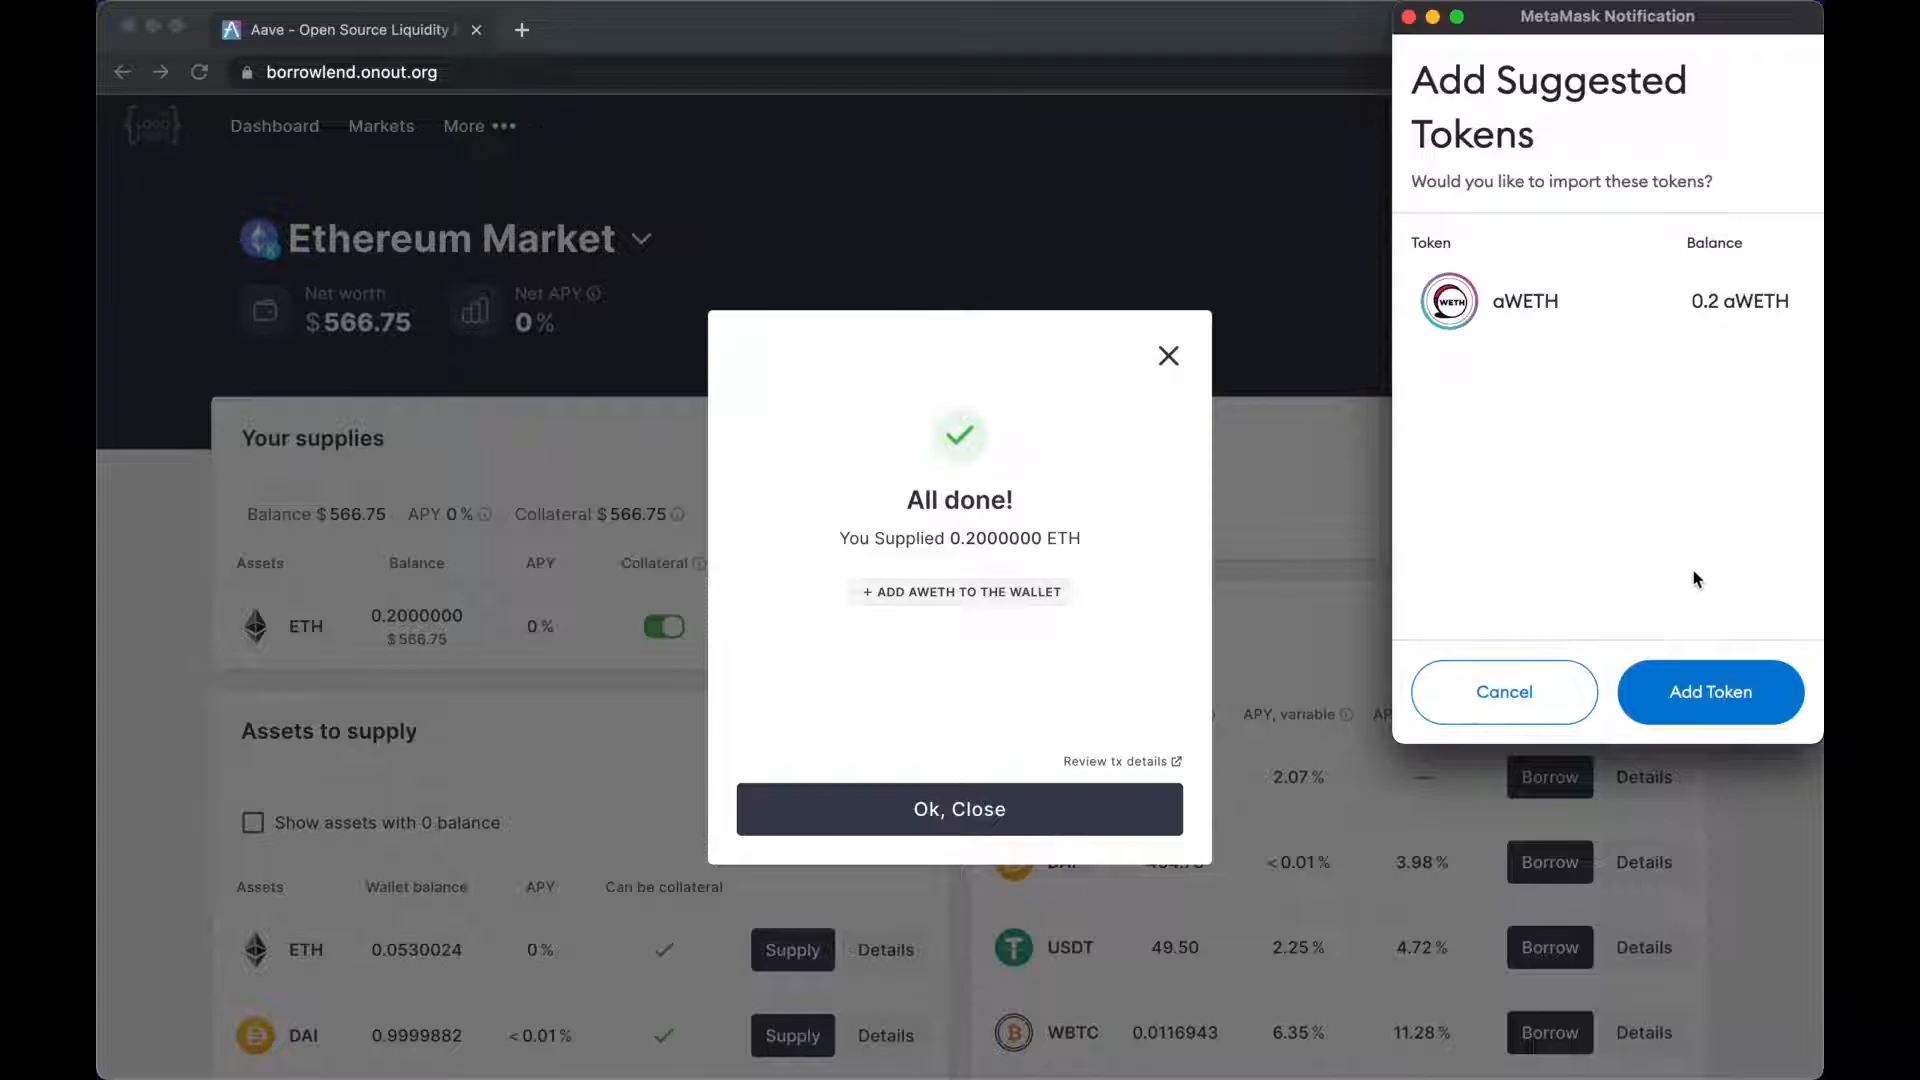 Aave - Open Source Liquidity
borrowlend.onout.org
{LOGO}
Dashboard Markets More •••
Ethereum Market
Net worth
$ 566.75
Net APY
0 %
Your supplies
Balance $ 566.75 APY 0 % Collateral $ 566.75
Assets Balance APY Collateral
ETH 0.2000000 0 %
$ 566.75
Assets to supply
Show assets with 0 balance
Assets Wallet balance APY Can be collateral
ETH 0.0530024 0 % Supply Details
DAI 0.9999882 < 0.01 % Supply Details
All done!
You Supplied 0.2000000 ETH
+ ADD AWETH TO THE WALLET
Review tx details
Ok, Close
APY, variable
2.07 % — Borrow Details
< 0.01 % 3.98 % Borrow Details
USDT 49.50 2.25 % 4.72 % Borrow Details
WBTC 0.0116943 6.35 % 11.28 % Borrow Details
MetaMask Notification
Add Suggested
Tokens
Would you like to import these tokens?
Token Balance
WETH
aWETH 0.2 aWETH
Cancel Add Token